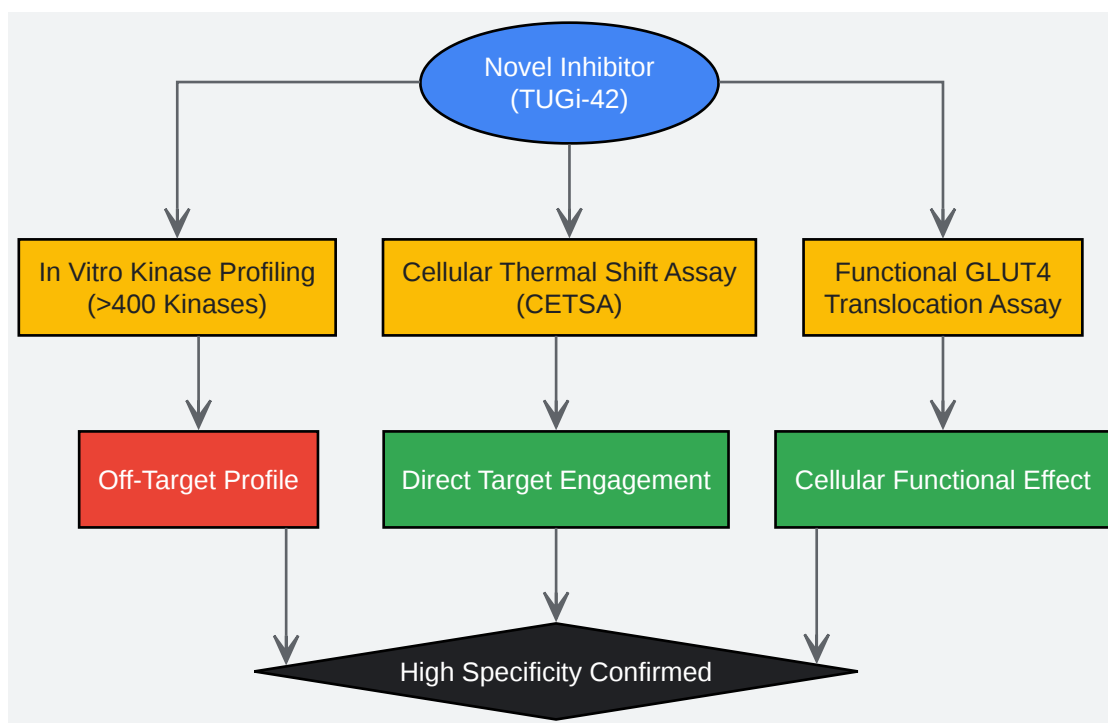 Novel Inhibitor
(TUGi-42)
In Vitro Kinase Profiling
(>400 Kinases)
Cellular Thermal Shift Assay
(CETSA)
Functional GLUT4
Translocation Assay
Off-Target Profile
Direct Target Engagement
Cellular Functional Effect
High Specificity Confirmed